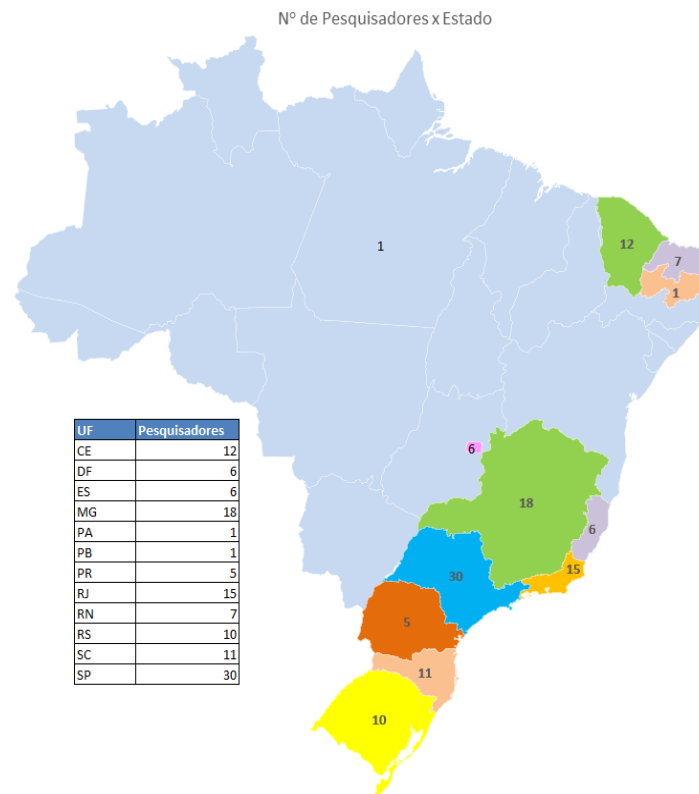 Nº de Pesquisadores x Estado
12
7
1
1
UF Pesquisadores
CE 12
DF 6
ES 6
MG 18
PA 1
PB 1
PR 5
RJ 15
RN 7
RS 10
SC 11
SP 30
6
18
6
15
30
5
11
10